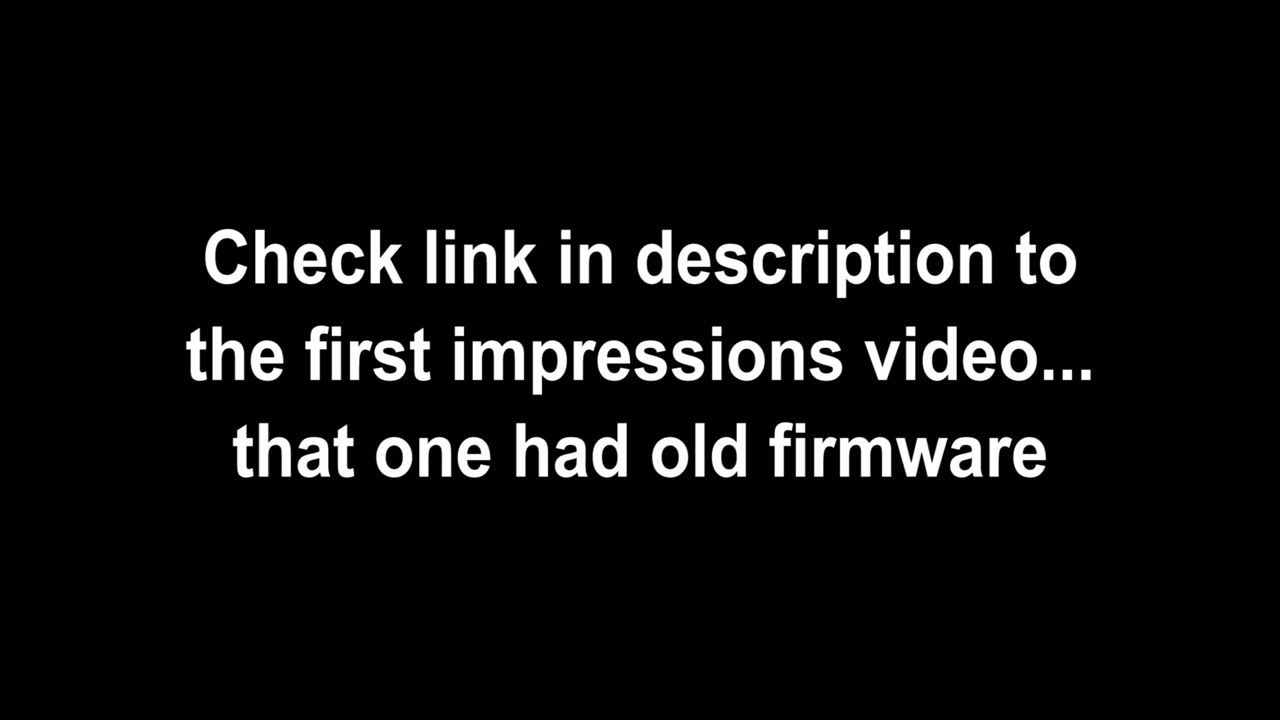 Check link in description to
the first impressions video...
that one had old firmware